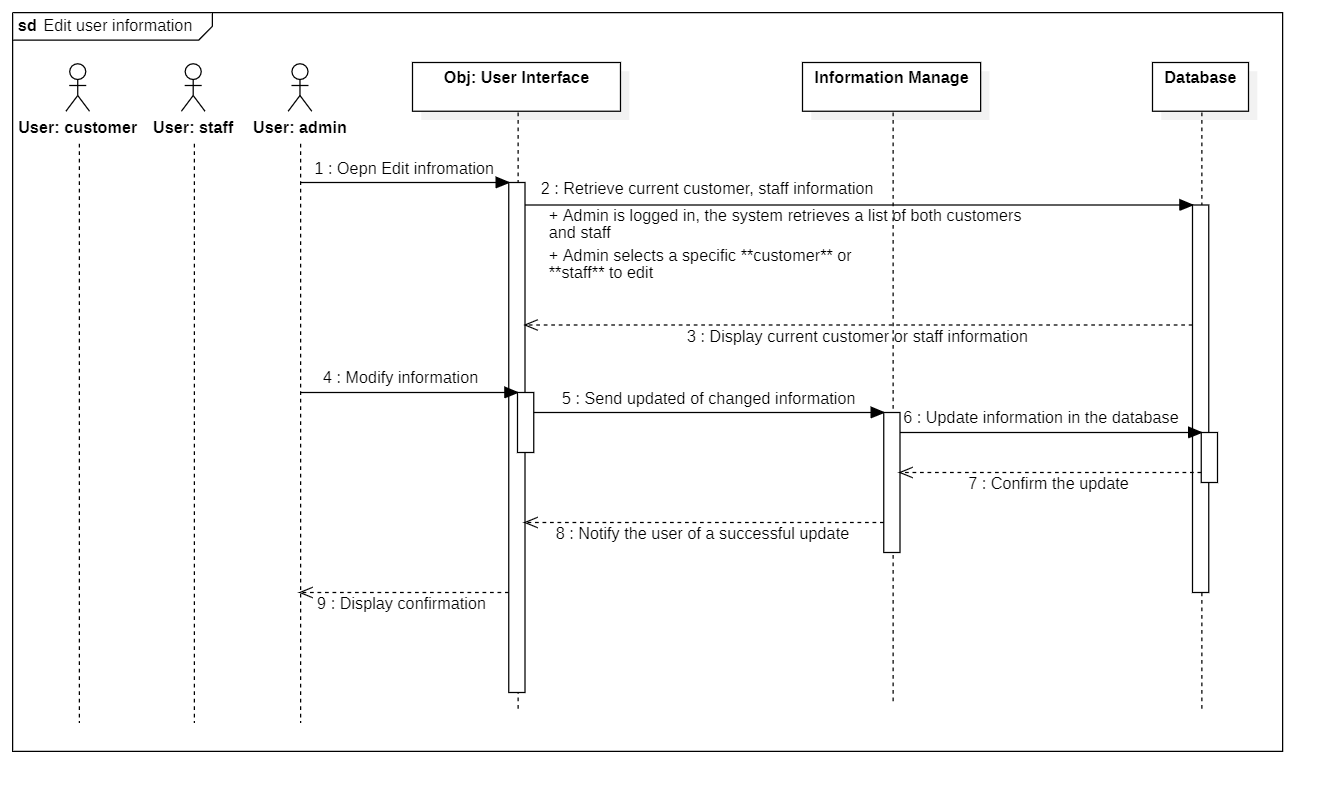 sd Edit user information
Obj: User Interface
Information Manage
Database
User: customer
User: staff
User: admin
1 : Oepn Edit infromation
2 : Retrieve current customer, staff information
+ Admin is logged in, the system retrieves a list of both customers
and staff
+ Admin selects a specific **customer** or
**staff** to edit
3 : Display current customer or staff information
4 : Modify information
5 : Send updated of changed information
6 : Update information in the database
7 : Confirm the update
8 : Notify the user of a successful update
9 : Display confirmation